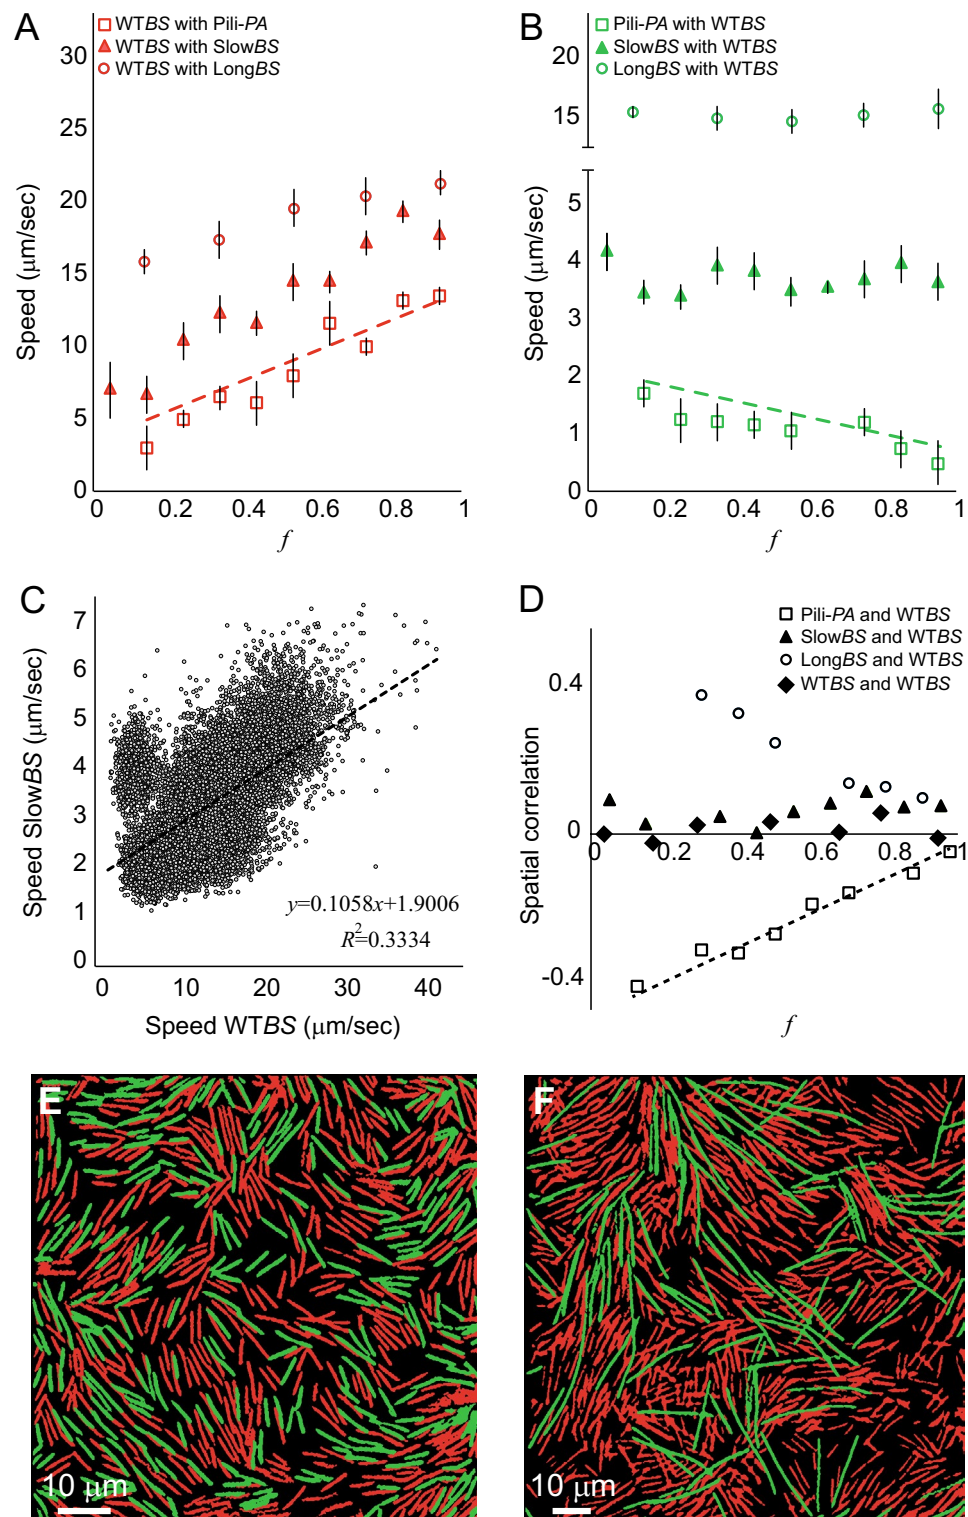 A
WTBS with Pili-PA
WTBS with SlowBS
WTBS with LongBS
30
25
20
15
10
5
0
Speed (μm/sec)
0 0.2 0.4 0.6 0.8 1
f
B
Pili-PA with WTBS
SlowBS with WTBS
LongBS with WTBS
20
15
5
4
3
2
1
0
Speed (μm/sec)
0 0.2 0.4 0.6 0.8 1
f
C
7
6
5
4
3
2
1
0
Speed SlowBS (μm/sec)
y=0.1058x+1.9006
R²=0.3334
0 10 20 30 40
Speed WTBS (μm/sec)
D
Pili-PA and WTBS
SlowBS and WTBS
LongBS and WTBS
WTBS and WTBS
0.4
0
-0.4
Spatial correlation
0 0.2 0.4 0.6 0.8 1
f
E
10 μm
F
10 μm